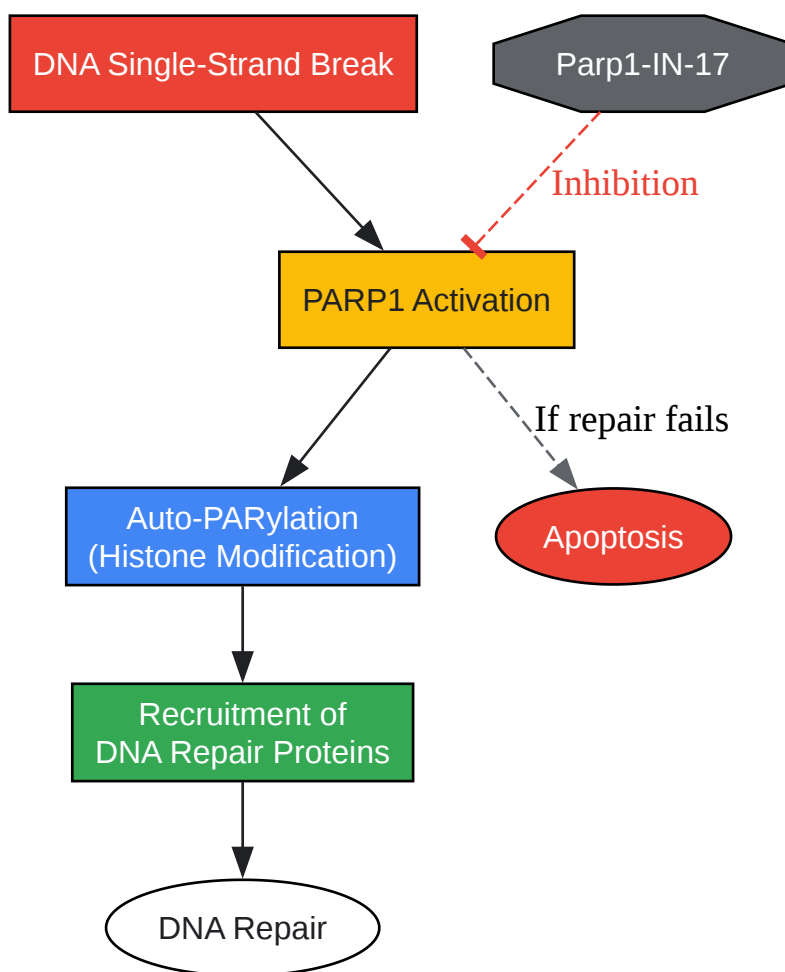 DNA Single-Strand Break
Parp1-IN-17
Inhibition
PARP1 Activation
If repair fails
Auto-PARylation
(Histone Modification)
Apoptosis
Recruitment of
DNA Repair Proteins
DNA Repair